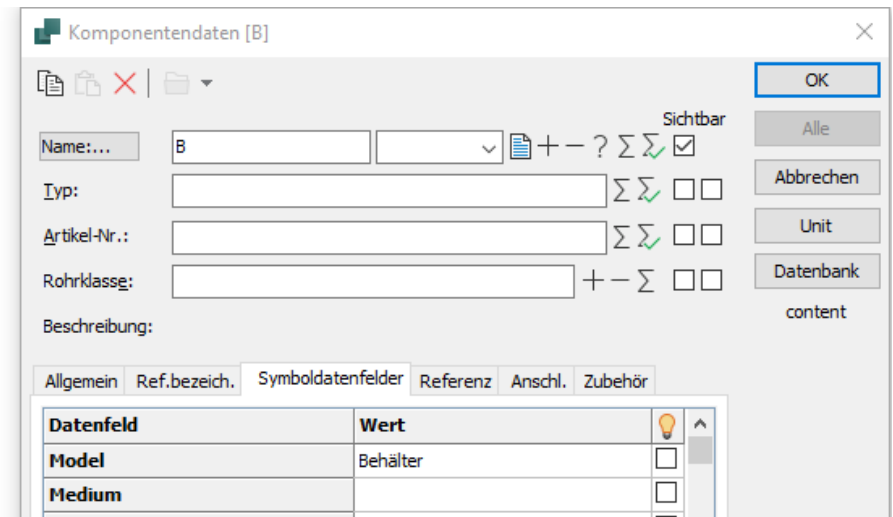 Komponentendaten [B]
OK
Sichtbar
Alle
Name:...
B
Typ:
Abbrechen
Artikel-Nr.:
Unit
Rohrklasse:
Datenbank
Beschreibung:
content
Allgemein Ref.bezeich. Symboldatenfelder Referenz Anschl. Zubehör
Datenfeld Wert
Model Behälter
Medium